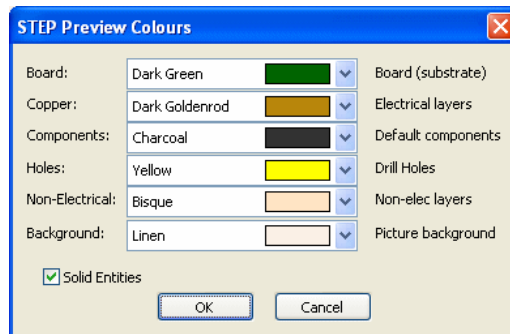 STEP Preview Colours
Board: Dark Green Board (substrate)
Copper: Dark Goldenrod Electrical layers
Components: Charcoal Default components
Holes: Yellow Drill Holes
Non-Electrical: Bisque Non-elec layers
Background: Linen Picture background
Solid Entities
OK Cancel